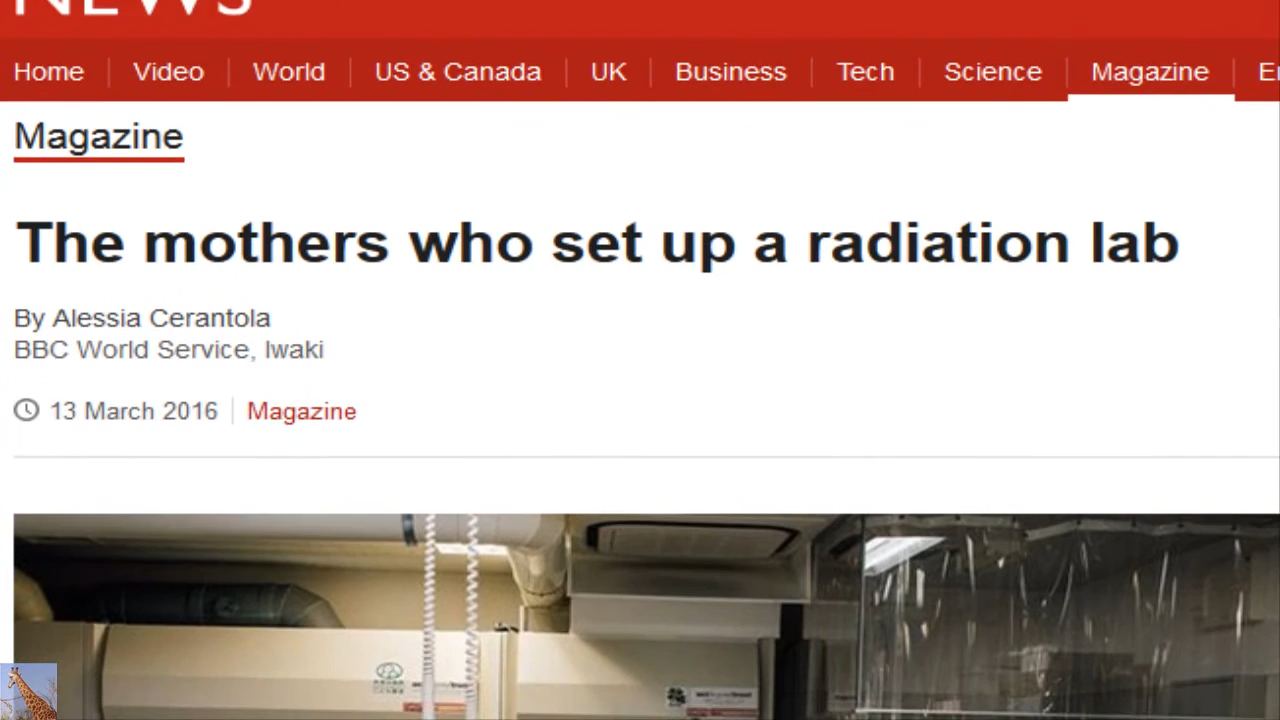 NEWS
Home Video World US & Canada UK Business Tech Science Magazine
Magazine
The mothers who set up a radiation lab
By Alessia Cerantola
BBC World Service, Iwaki
13 March 2016 Magazine